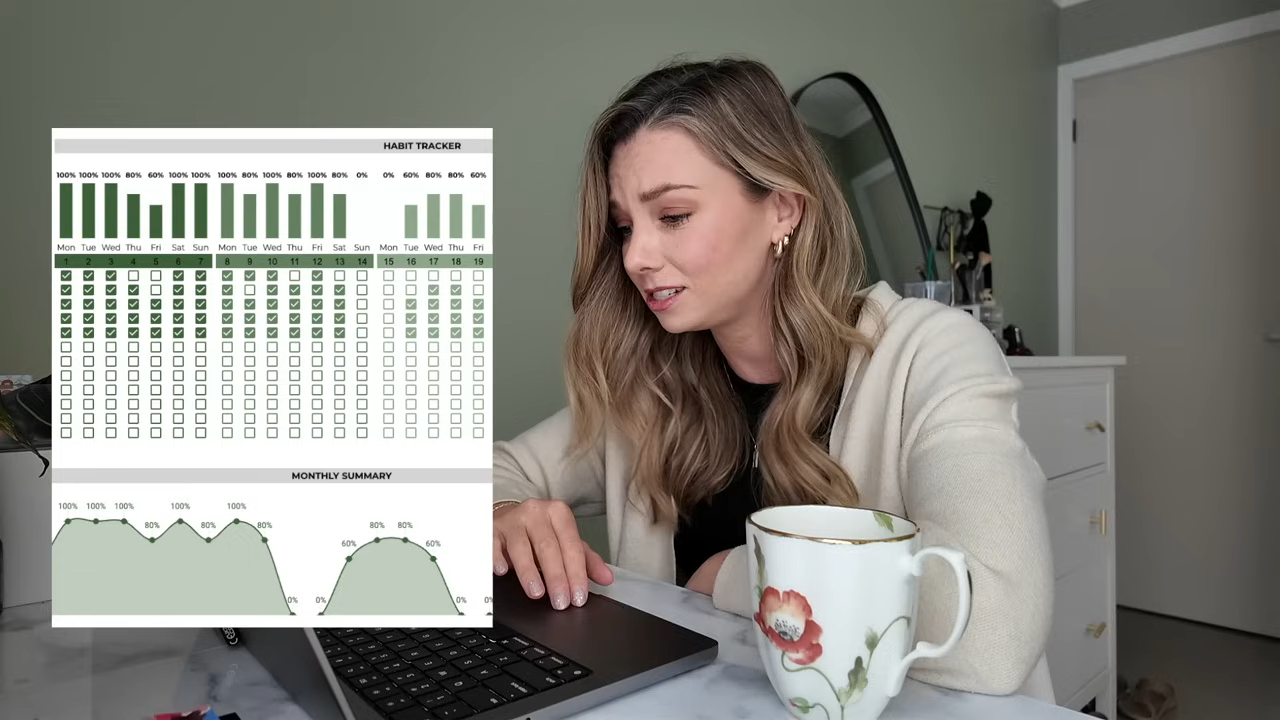 HABIT TRACKER
100% 100% 100% 80% 60% 100% 100% 100% 80% 100% 80% 100% 80% 0% 0% 60% 80% 80% 60%
Mon Tue Wed Thu Fri Sat Sun Mon Tue Wed Thu Fri Sat Sun Mon Tue Wed Thu Fri
1 2 3 4 5 6 7 8 9 10 11 12 13 14 15 16 17 18 19
MONTHLY SUMMARY
100% 100% 100% 80% 100% 80% 100% 80% 0% 0% 60% 80% 80% 60% 0% 0%